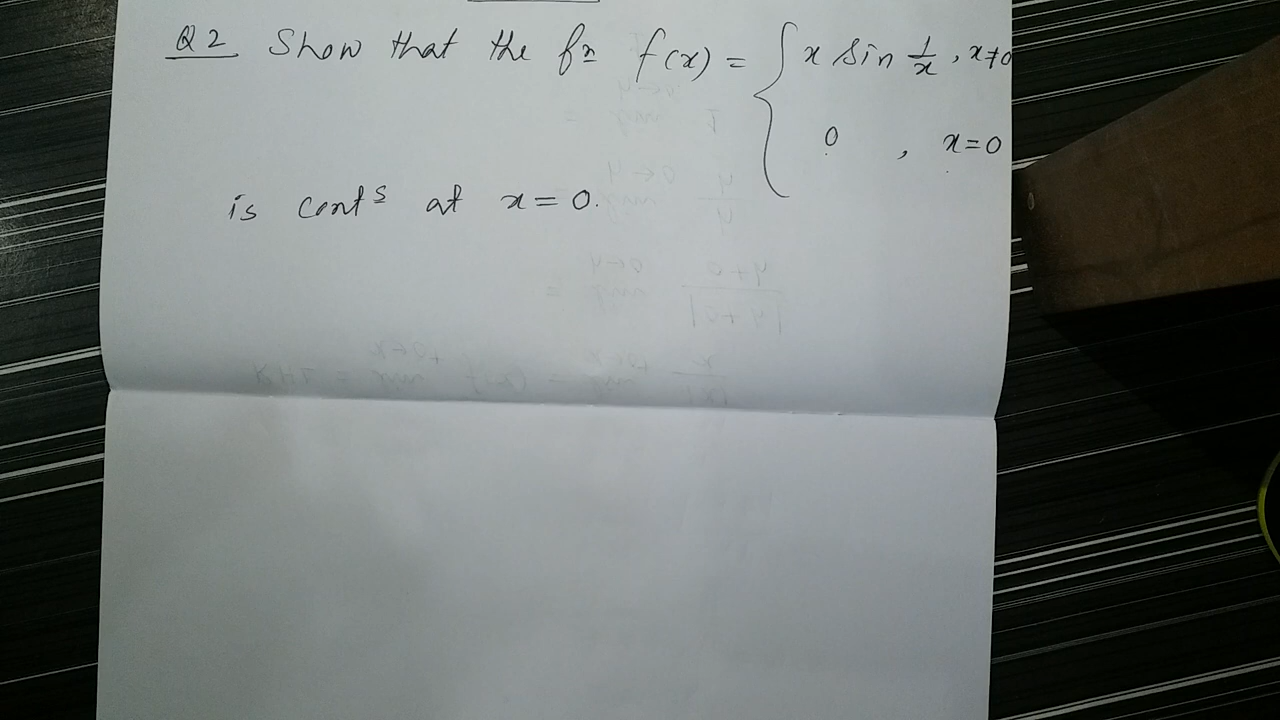 Q2 Show that the fn f(x) = { x sin 1/x , x≠0
0 , x=0
is conts at x=0.